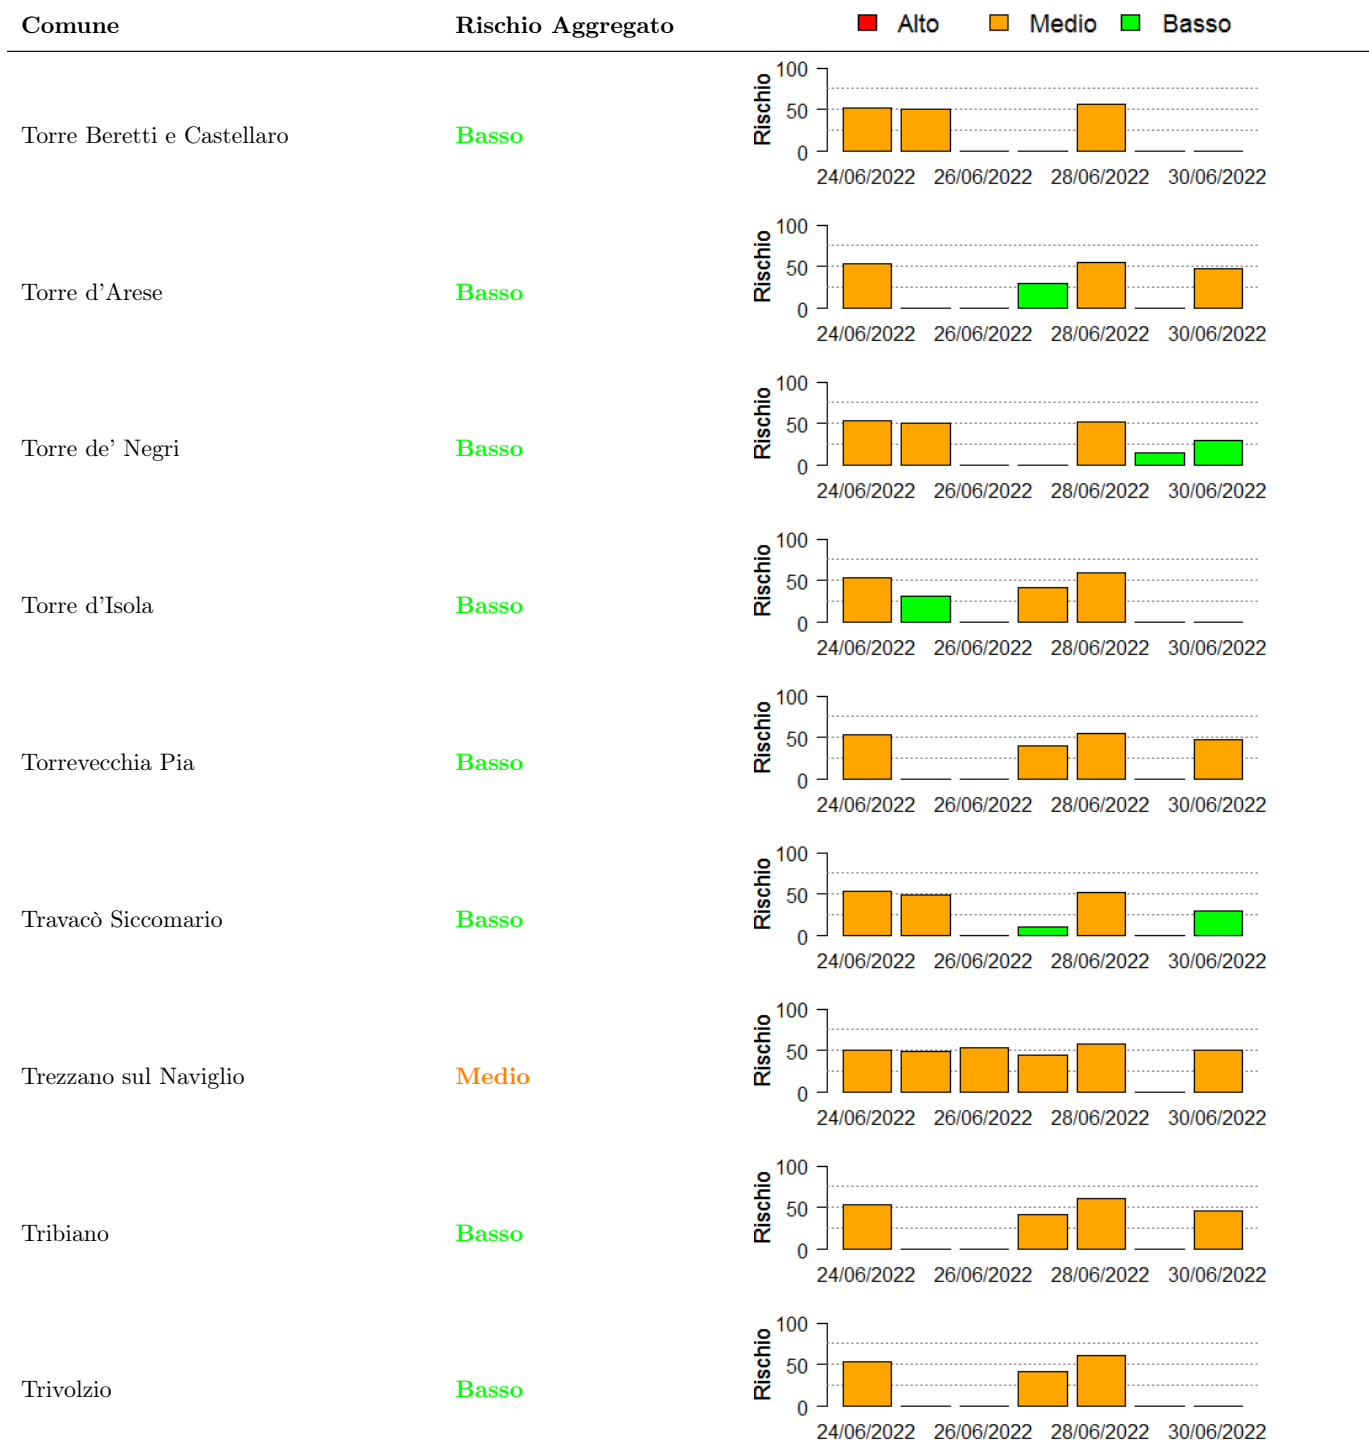 Comune Rischio Aggregato Alto Medio Basso
Torre Beretti e Castellaro Basso
Rischio
100
50
0
24/06/2022 26/06/2022 28/06/2022 30/06/2022
Torre d'Arese Basso
Rischio
100
50
0
24/06/2022 26/06/2022 28/06/2022 30/06/2022
Torre de' Negri Basso
Rischio
100
50
0
24/06/2022 26/06/2022 28/06/2022 30/06/2022
Torre d'Isola Basso
Rischio
100
50
0
24/06/2022 26/06/2022 28/06/2022 30/06/2022
Torrevecchia Pia Basso
Rischio
100
50
0
24/06/2022 26/06/2022 28/06/2022 30/06/2022
Travacò Siccomario Basso
Rischio
100
50
0
24/06/2022 26/06/2022 28/06/2022 30/06/2022
Trezzano sul Naviglio Medio
Rischio
100
50
0
24/06/2022 26/06/2022 28/06/2022 30/06/2022
Tribiano Basso
Rischio
100
50
0
24/06/2022 26/06/2022 28/06/2022 30/06/2022
Trivolzio Basso
Rischio
100
50
0
24/06/2022 26/06/2022 28/06/2022 30/06/2022